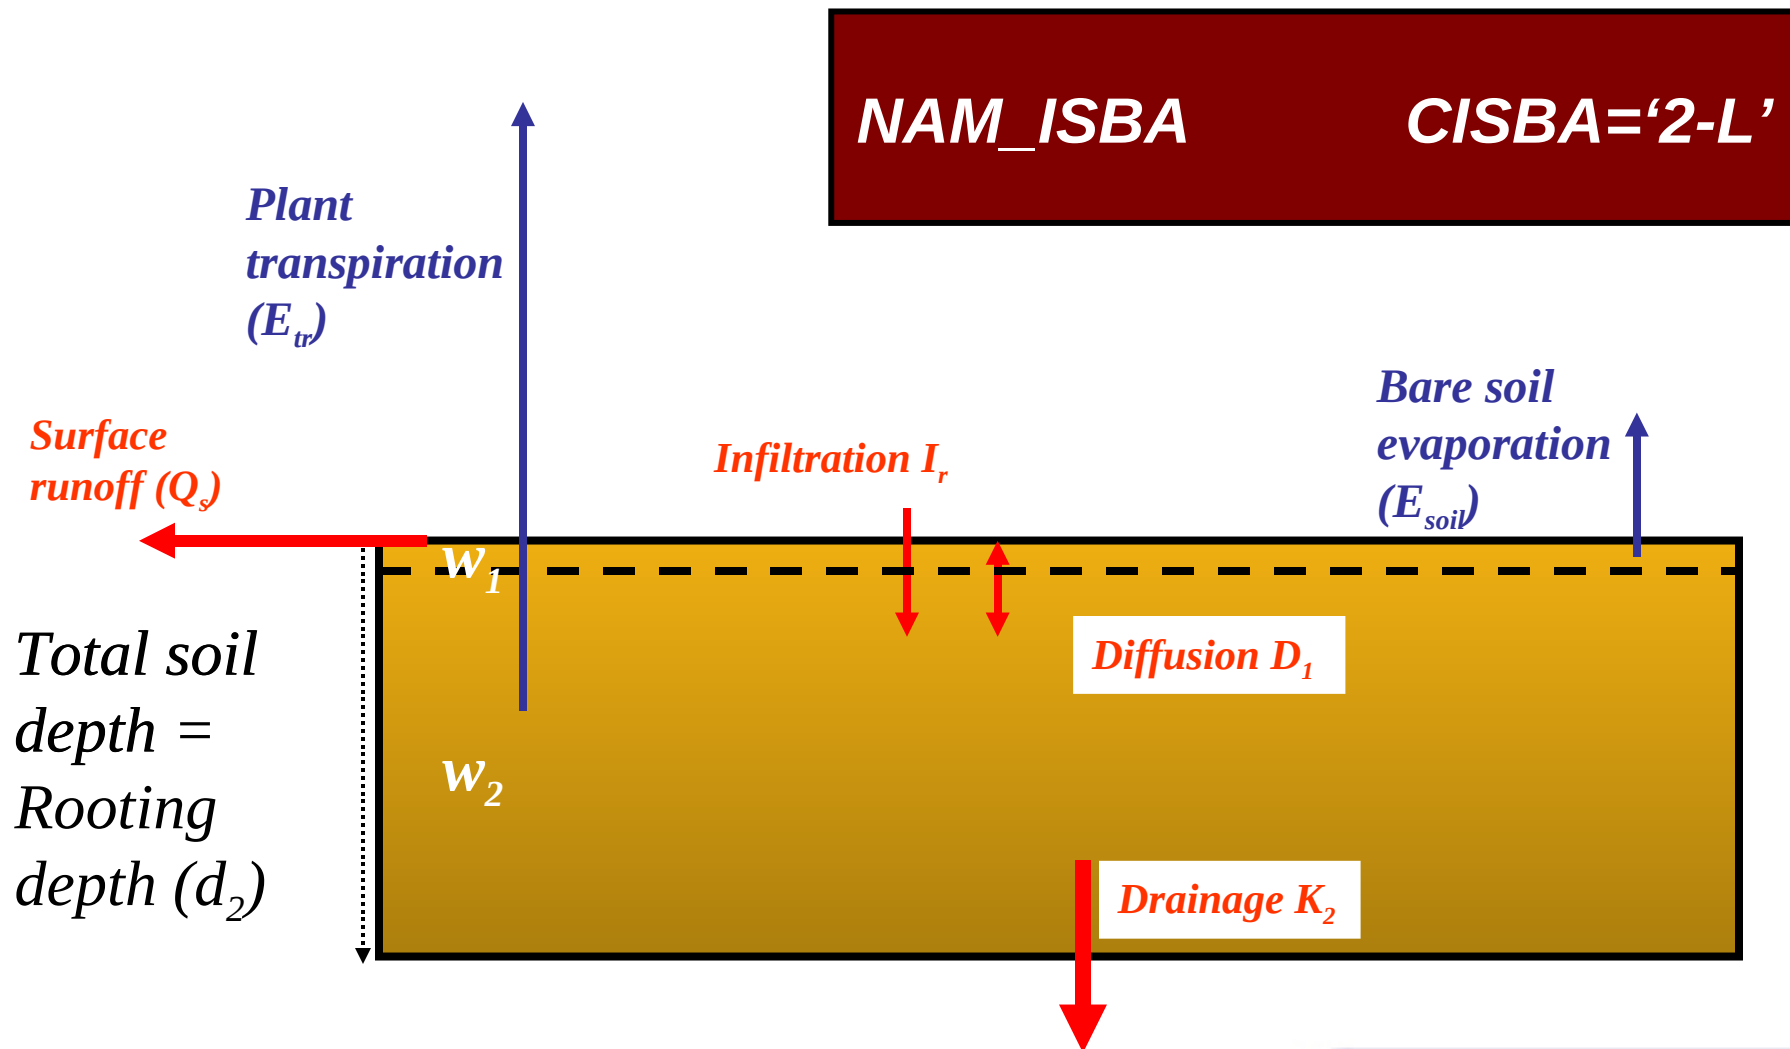 NAM_ISBA CISBA=‘2-L’
Plant
transpiration
(Etr)
Bare soil
evaporation
(Esoil)
Surface
runoff (Qs)
Infiltration Ir
w1
Total soil
depth =
Rooting
depth (d2)
Diffusion D1
w2
Drainage K2